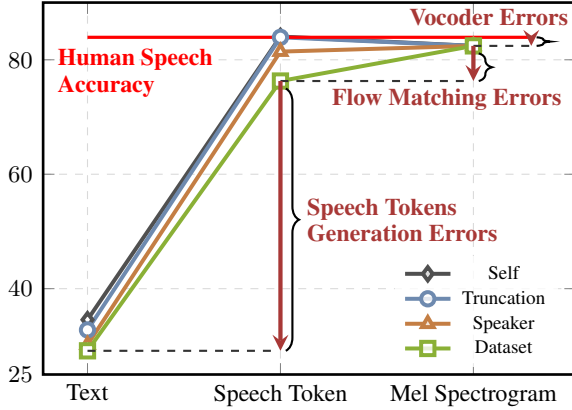 Vocoder Errors
80
Human Speech
Accuracy
Flow Matching Errors
60
Speech Tokens
Generation Errors
40
Self
Truncation
Speaker
Dataset
25
Text
Speech Token
Mel Spectrogram